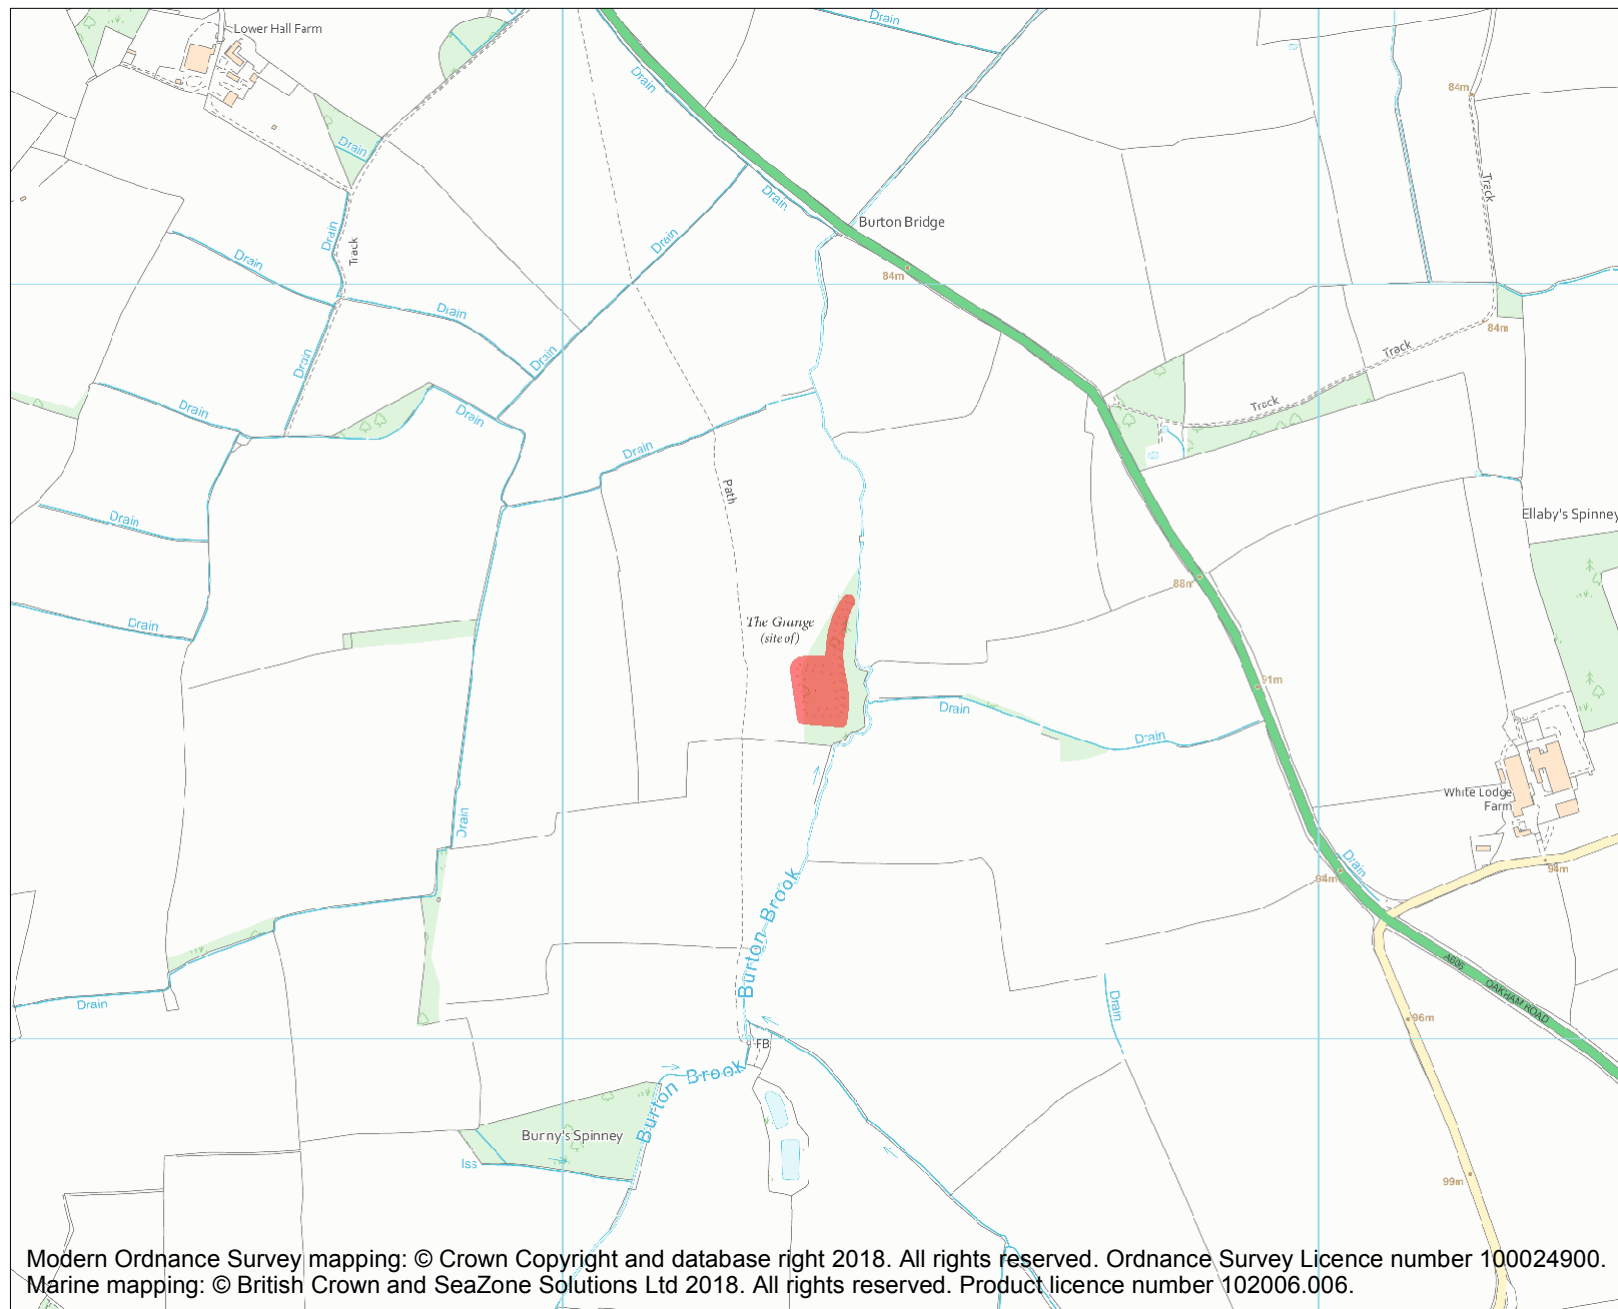 Lower Hall Farm
Drain
Drain
Drain
84m
Drain
Track
Drain
Burton Bridge
Drain
Drain
Track
Drain
84m
Drain
84m
Track
Drain
Drain
Track
Drain
Drain
Drain
Path
Drain
Ellaby's Spinney
88m
The Grange
(site of)
Drain
91m
Drain
Drain
White Lodge
Farm
Drain
Drain
94m
94m
Burton Brook
A606
OAKHAM ROAD
Drain
Drain
96m
FB
Burton Brook
Burny's Spinney
Iss
99m
Modern Ordnance Survey mapping: © Crown Copyright and database right 2018. All rights reserved. Ordnance Survey Licence number 100024900.
Marine mapping: © British Crown and SeaZone Solutions Ltd 2018. All rights reserved. Product licence number 102006.006.